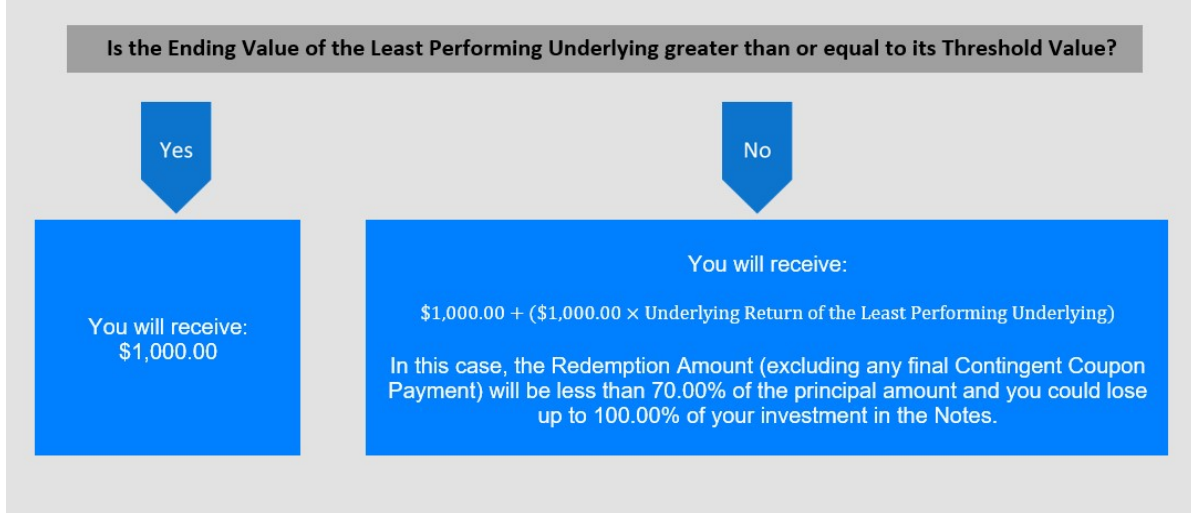 Is the Ending Value of the Least Performing Underlying greater than or equal to its Threshold Value?
Yes
No
You will receive:
$1,000.00
You will receive:
$1,000.00 + ($1,000.00 × Underlying Return of the Least Performing Underlying)
In this case, the Redemption Amount (excluding any final Contingent Coupon
Payment) will be less than 70.00% of the principal amount and you could lose
up to 100.00% of your investment in the Notes.